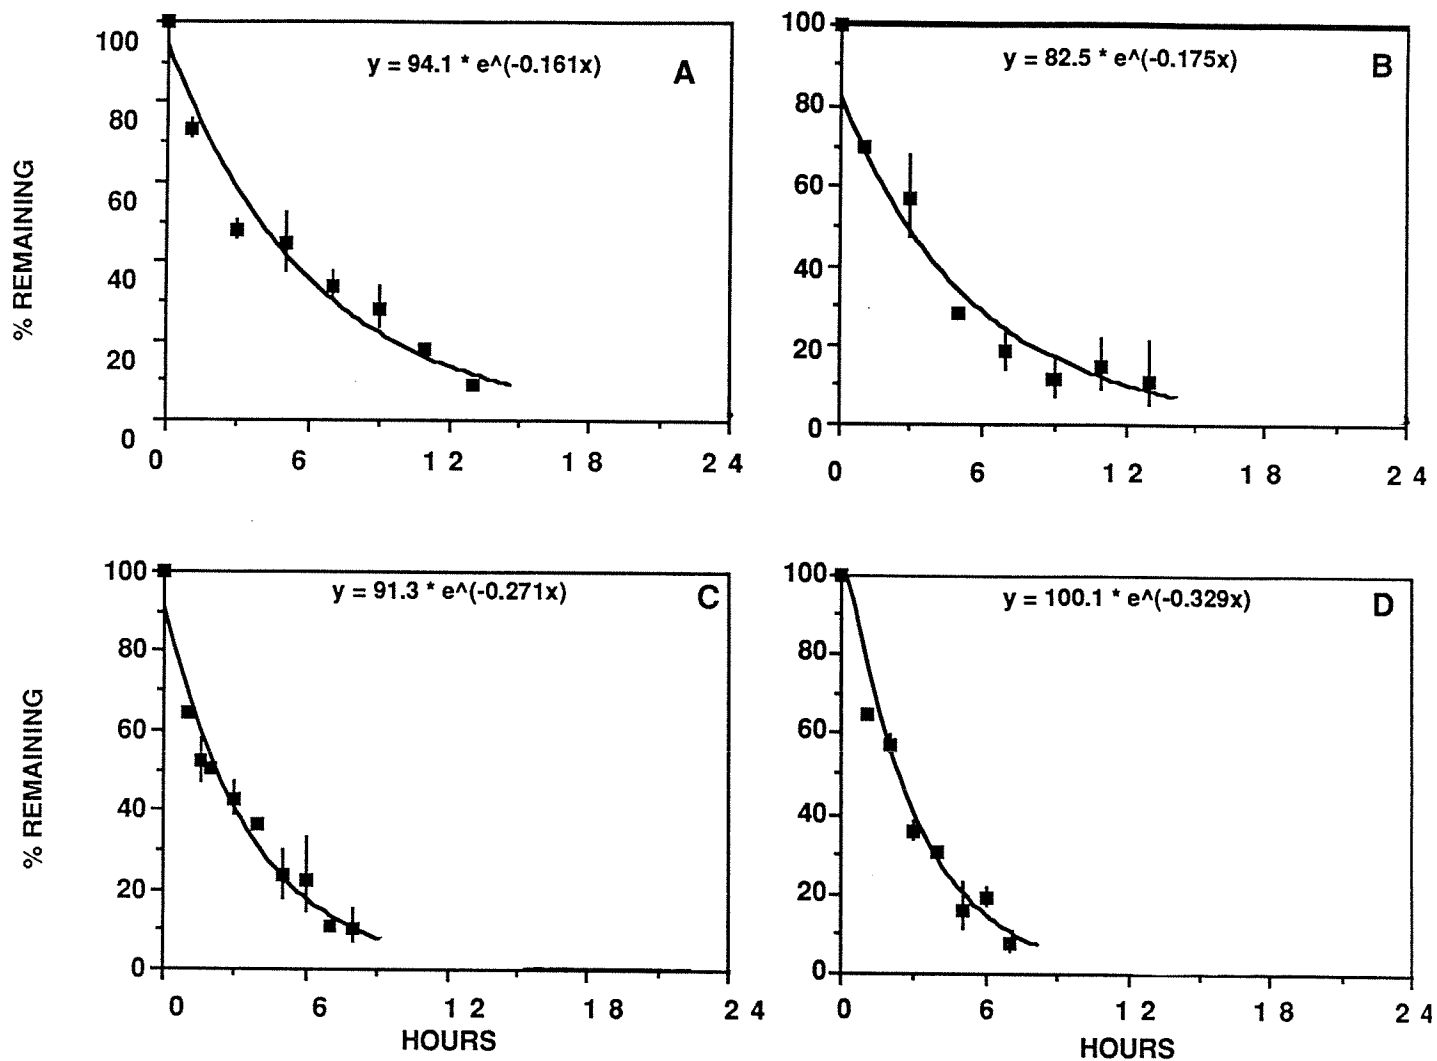 y = 94.1 * e^(-0.161x)
A
100
80
60
40
20
0
% REMAINING
0 6 1 2 1 8 2 4
y = 82.5 * e^(-0.175x)
B
100
80
60
40
20
0
0 6 1 2 1 8 2 4
y = 91.3 * e^(-0.271x)
C
100
80
60
40
20
0
% REMAINING
0 6 1 2 1 8 2 4
HOURS
y = 100.1 * e^(-0.329x)
D
100
80
60
40
20
0
0 6 1 2 1 8 2 4
HOURS